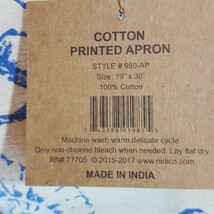 COTTON
PRINTED APRON
STYLE # 950-AP
Size: 19" x 30"
100% Cotton
Machine wash warm delicate cycle.
Only non-chlorine bleach when needed. Lay flat dry.
RN# 77705 © 2015-2017 www.nidico.com
MADE IN INDIA